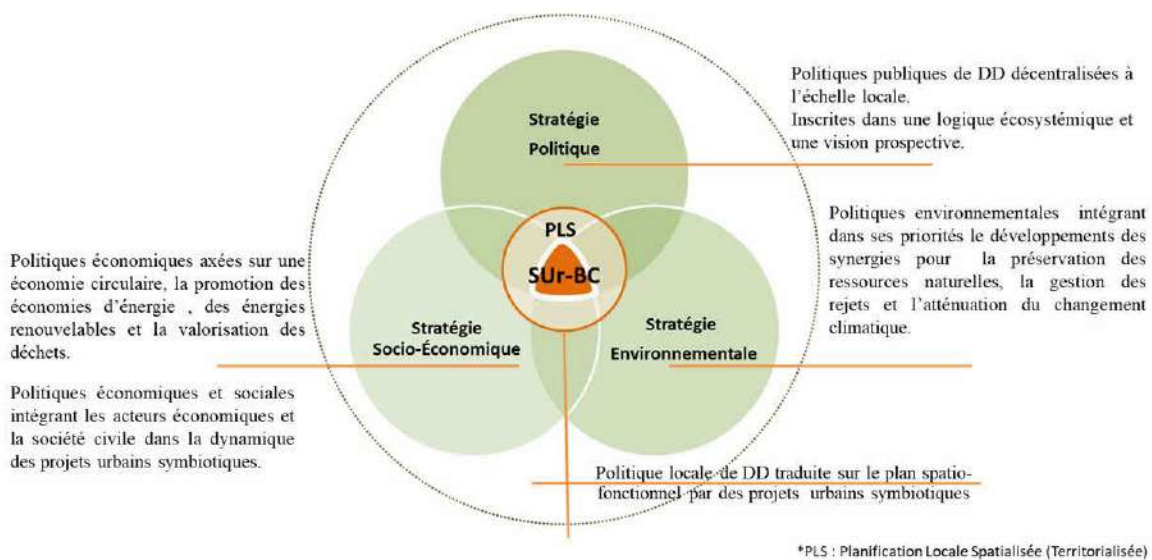 Stratégie
Politique
Politiques publiques de DD décentralisées à
l'échelle locale.
Inscrites dans une logique écosystémique et
une vision prospective.
PLS
SUr-BC
Politiques environnementales intégrant
dans ses priorités le développements des
synergies pour la préservation des
ressources naturelles, la gestion des
rejets et l'atténuation du changement
climatique.
Politiques économiques axées sur une
économie circulaire, la promotion des
économies d'énergie , des énergies
renouvelables et la valorisation des
déchets.
Stratégie
Socio-Économique
Stratégie
Environnementale
Politiques économiques et sociales
intégrant les acteurs économiques et
la société civile dans la dynamique
des projets urbains symbiotiques.
Politique locale de DD traduite sur le plan spatio-
fonctionnel par des projets urbains symbiotiques
*PLS : Planification Locale Spatialisée (Territorialisée)